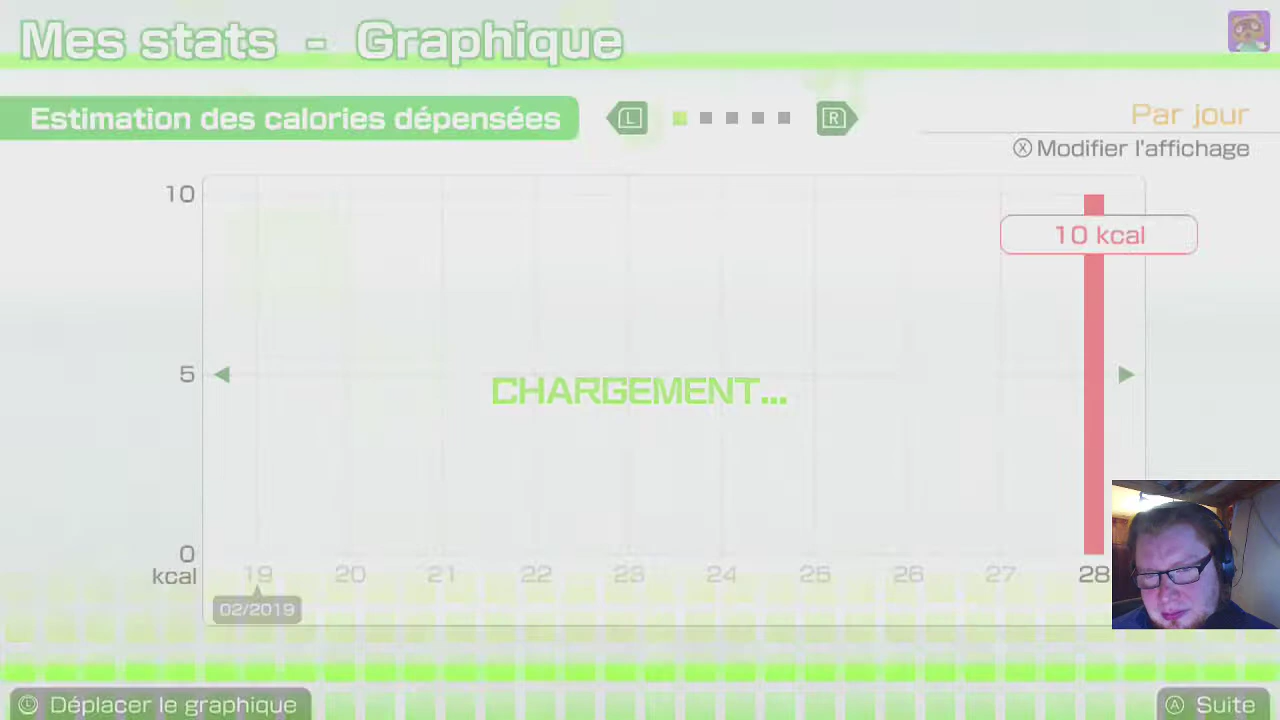 Mes stats - Graphique
Estimation des calories dépensées
L
R
Par jour
X Modifier l'affichage
10
10 kcal
5
CHARGEMENT...
0
kcal
19 20 21 22 23 24 25 26 27 28
02/2019
L Déplacer le graphique
A Suite